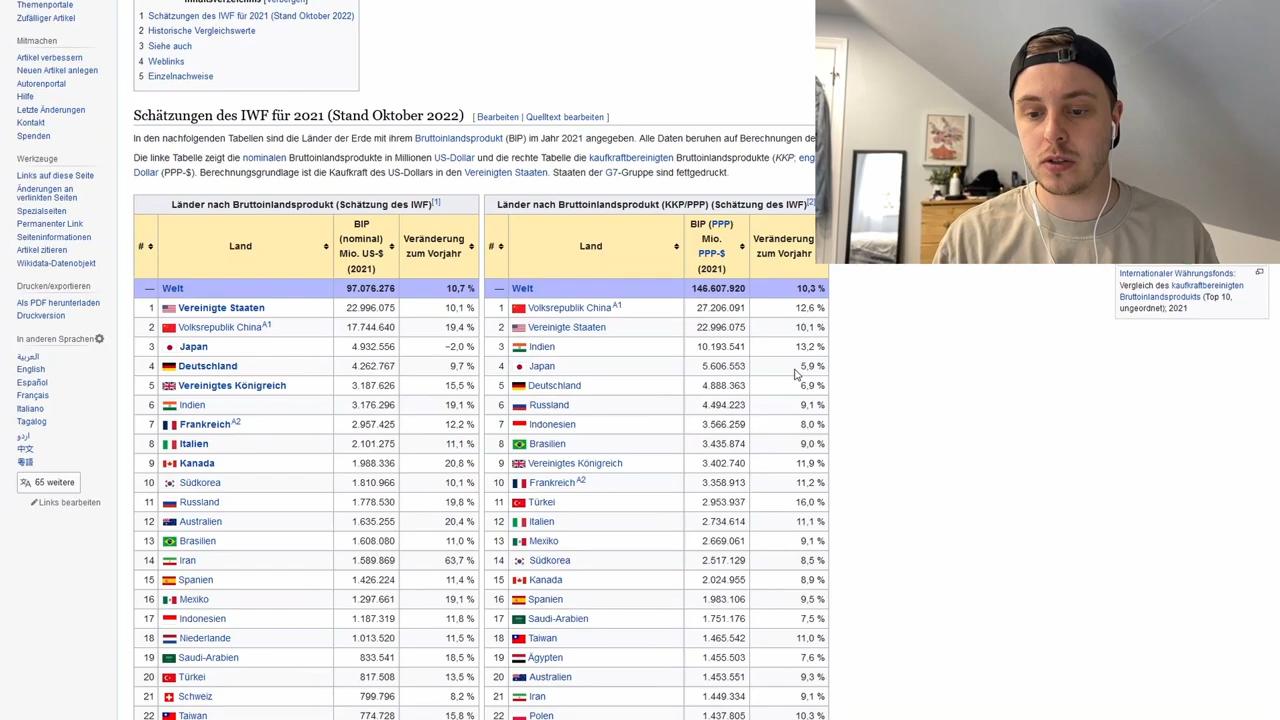 Themenportale
Zufälliger Artikel
Mitmachen
Artikel verbessern
Neuen Artikel anlegen
Autorenportal
Hilfe
Letzte Änderungen
Kontakt
Spenden
Werkzeuge
Links auf diese Seite
Änderungen an
verlinkten Seiten
Spezialseiten
Permanenter Link
Seiteninformationen
Artikel zitieren
Wikidata-Datenobjekt
Drucken/exportieren
Als PDF herunterladen
Druckversion
In anderen Sprachen
العربية
English
Español
Français
Italiano
Tagalog
اردو
中文
粵語
65 weitere
Links bearbeiten
Inhaltsverzeichnis [Verbergen]
1 Schätzungen des IWF für 2021 (Stand Oktober 2022)
2 Historische Vergleichswerte
3 Siehe auch
4 Weblinks
5 Einzelnachweise
Schätzungen des IWF für 2021 (Stand Oktober 2022) [ Bearbeiten | Quelltext bearbeiten ]
In den nachfolgenden Tabellen sind die Länder der Erde mit ihrem Bruttoinlandsprodukt (BIP) im Jahr 2021 angegeben. Alle Daten beruhen auf Berechnungen de
Die linke Tabelle zeigt die nominalen Bruttoinlandsprodukte in Millionen US-Dollar und die rechte Tabelle die kaufkraftbereinigten Bruttoinlandsprodukte (KKP; eng
Dollar (PPP-$). Berechnungsgrundlage ist die Kaufkraft des US-Dollars in den Vereinigten Staaten. Staaten der G7-Gruppe sind fettgedruckt.
Länder nach Bruttoinlandsprodukt (Schätzung des IWF)[1]
# Land BIP (nominal) Mio. US-$ (2021) Veränderung zum Vorjahr
— Welt 97.076.276 10,7 %
1 Vereinigte Staaten 22.996.075 10,1 %
2 Volksrepublik China A1 17.744.640 19,4 %
3 Japan 4.932.556 −2,0 %
4 Deutschland 4.262.767 9,7 %
5 Vereinigtes Königreich 3.187.626 15,5 %
6 Indien 3.176.296 19,1 %
7 Frankreich A2 2.957.425 12,2 %
8 Italien 2.101.275 11,1 %
9 Kanada 1.988.336 20,8 %
10 Südkorea 1.810.966 10,1 %
11 Russland 1.778.530 19,8 %
12 Australien 1.635.255 20,4 %
13 Brasilien 1.608.080 11,0 %
14 Iran 1.589.869 63,7 %
15 Spanien 1.426.224 11,4 %
16 Mexiko 1.297.661 19,1 %
17 Indonesien 1.187.319 11,8 %
18 Niederlande 1.013.520 11,5 %
19 Saudi-Arabien 833.541 18,5 %
20 Türkei 817.508 13,5 %
21 Schweiz 799.796 8,2 %
22 Taiwan 774.728 15,8 %
Länder nach Bruttoinlandsprodukt (KKP/PPP) (Schätzung des IWF)[2]
# Land BIP (PPP) Mio. PPP-$ (2021) Veränderung zum Vorjahr
— Welt 146.607.920 10,3 %
1 Volksrepublik China A1 27.206.091 12,6 %
2 Vereinigte Staaten 22.996.075 10,1 %
3 Indien 10.193.541 13,2 %
4 Japan 5.606.553 5,9 %
5 Deutschland 4.888.363 6,9 %
6 Russland 4.494.223 9,1 %
7 Indonesien 3.566.259 8,0 %
8 Brasilien 3.435.874 9,0 %
9 Vereinigtes Königreich 3.402.740 11,9 %
10 Frankreich A2 3.358.913 11,2 %
11 Türkei 2.953.937 16,0 %
12 Italien 2.734.614 11,1 %
13 Mexiko 2.669.061 9,1 %
14 Südkorea 2.517.129 8,5 %
15 Kanada 2.024.955 8,9 %
16 Spanien 1.983.106 9,5 %
17 Saudi-Arabien 1.751.176 7,5 %
18 Taiwan 1.465.542 11,0 %
19 Ägypten 1.455.503 7,6 %
20 Australien 1.453.551 9,3 %
21 Iran 1.449.334 9,1 %
22 Polen 1.437.805 10,3 %
Internationaler Währungsfonds:
Vergleich des kaufkraftbereinigten
Bruttoinlandsprodukts (Top 10,
ungeordnet); 2021